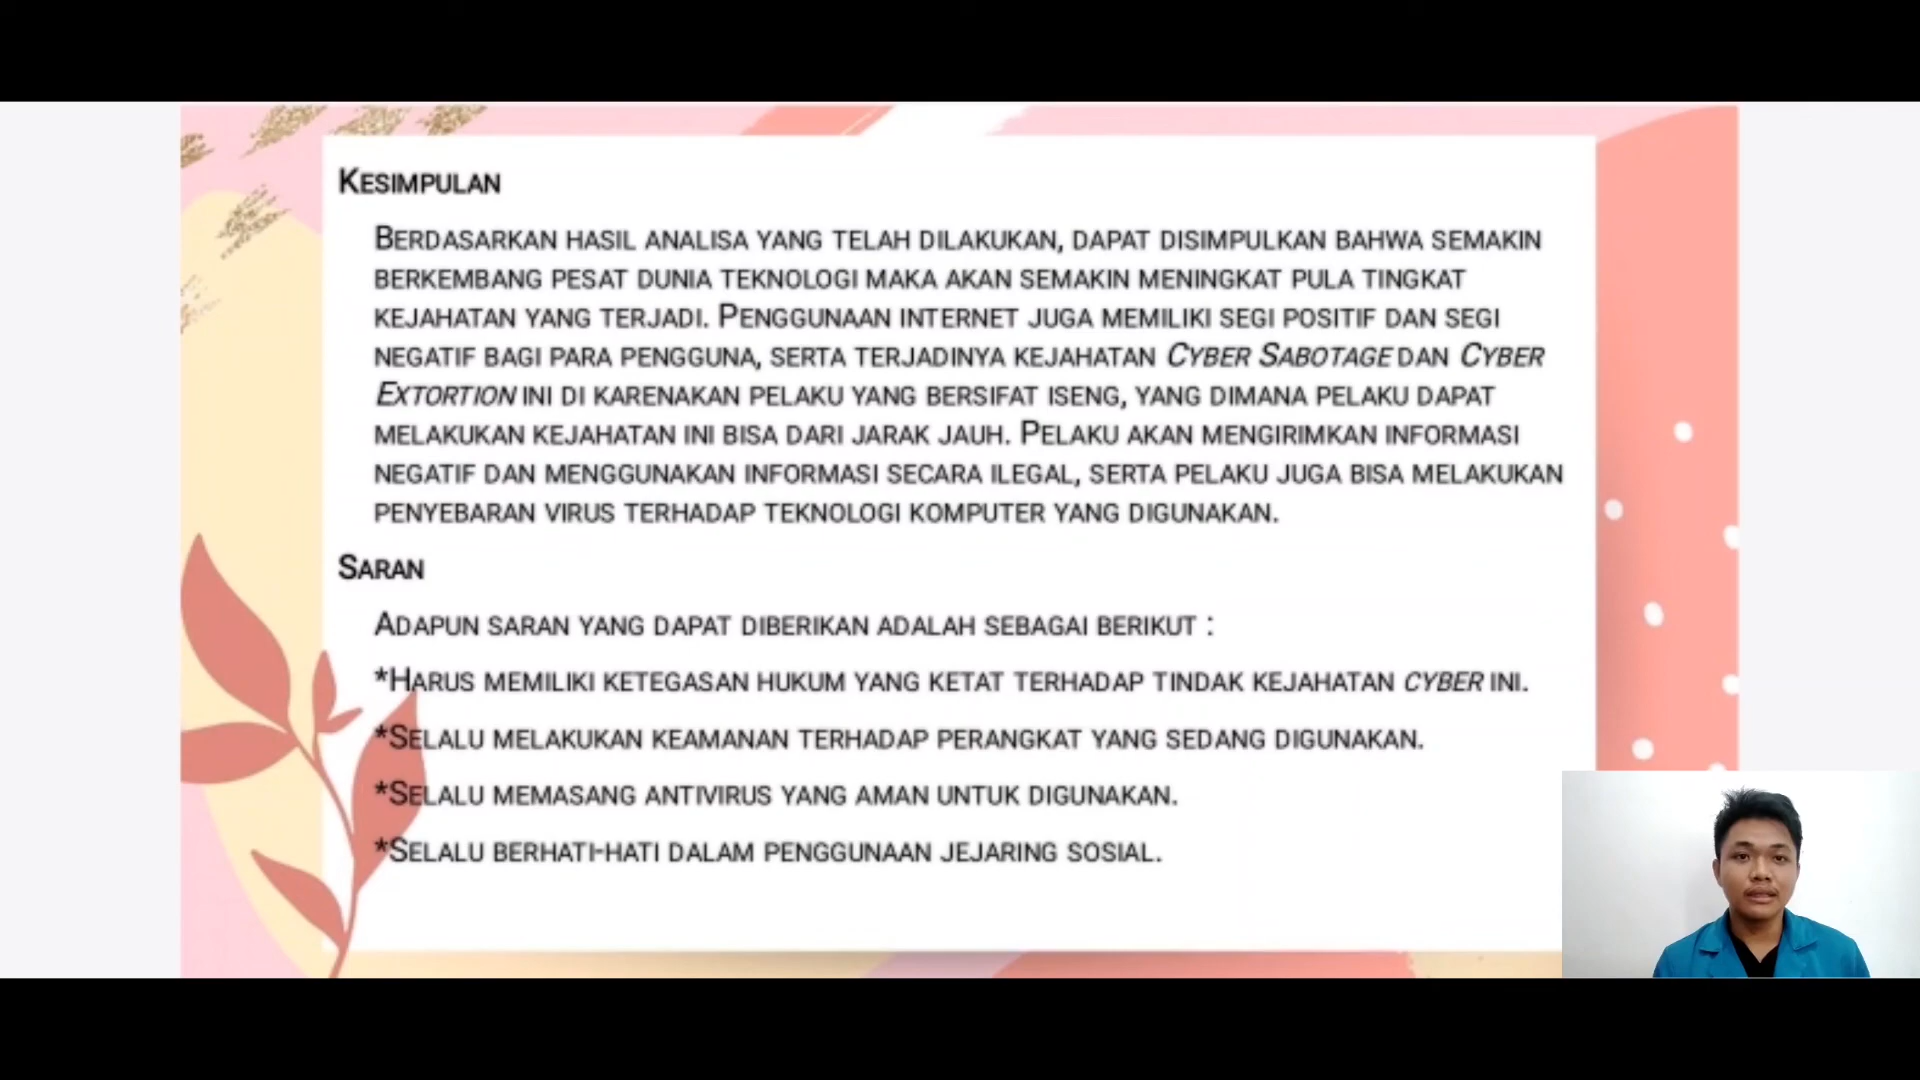 KESIMPULAN
BERDASARKAN HASIL ANALISA YANG TELAH DILAKUKAN, DAPAT DISIMPULKAN BAHWA SEMAKIN
BERKEMBANG PESAT DUNIA TEKNOLOGI MAKA AKAN SEMAKIN MENINGKAT PULA TINGKAT
KEJAHATAN YANG TERJADI. PENGGUNAAN INTERNET JUGA MEMILIKI SEGI POSITIF DAN SEGI
NEGATIF BAGI PARA PENGGUNA, SERTA TERJADINYA KEJAHATAN CYBER SABOTAGE DAN CYBER
EXTORTION INI DI KARENAKAN PELAKU YANG BERSIFAT ISENG, YANG DIMANA PELAKU DAPAT
MELAKUKAN KEJAHATAN INI BISA DARI JARAK JAUH. PELAKU AKAN MENGIRIMKAN INFORMASI
NEGATIF DAN MENGGUNAKAN INFORMASI SECARA ILEGAL, SERTA PELAKU JUGA BISA MELAKUKAN
PENYEBARAN VIRUS TERHADAP TEKNOLOGI KOMPUTER YANG DIGUNAKAN.
SARAN
ADAPUN SARAN YANG DAPAT DIBERIKAN ADALAH SEBAGAI BERIKUT :
*HARUS MEMILIKI KETEGASAN HUKUM YANG KETAT TERHADAP TINDAK KEJAHATAN CYBER INI.
*SELALU MELAKUKAN KEAMANAN TERHADAP PERANGKAT YANG SEDANG DIGUNAKAN.
*SELALU MEMASANG ANTIVIRUS YANG AMAN UNTUK DIGUNAKAN.
*SELALU BERHATI-HATI DALAM PENGGUNAAN JEJARING SOSIAL.